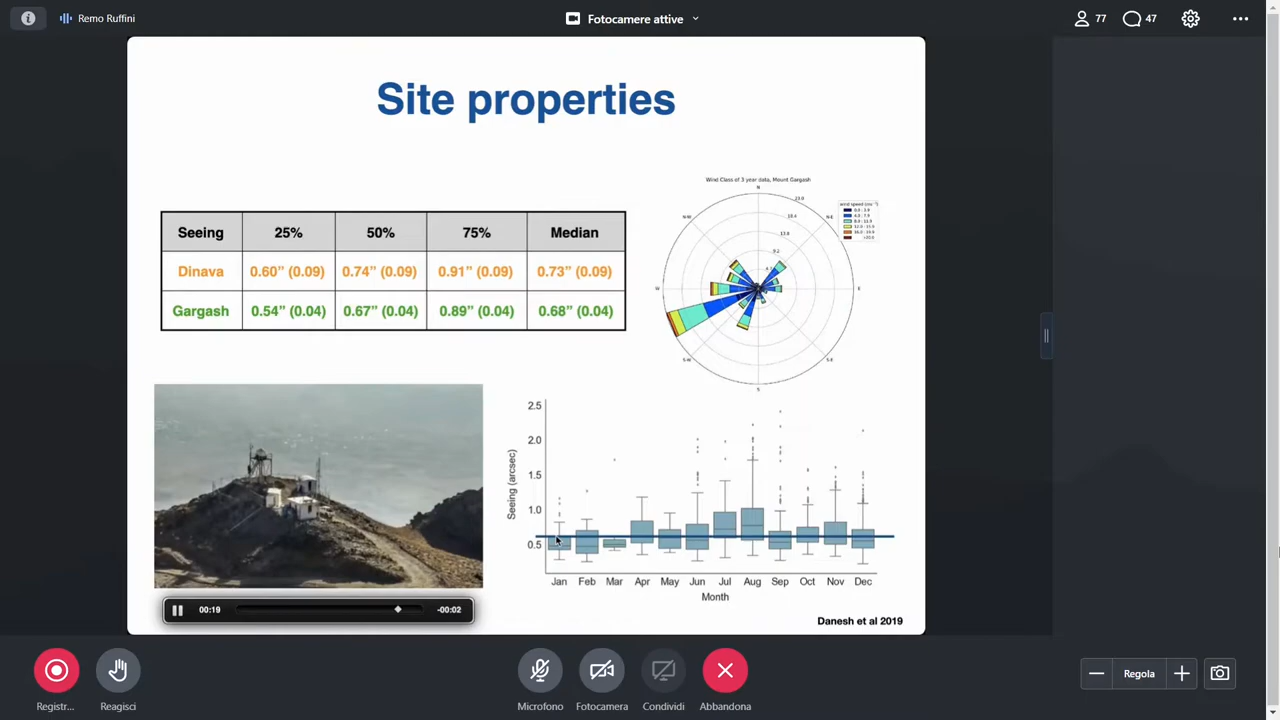 Remo Ruffini
Fotocamere attive
77
47
Site properties
Seeing 25% 50% 75% Median
Dinava 0.60” (0.09) 0.74” (0.09) 0.91” (0.09) 0.73” (0.09)
Gargash 0.54” (0.04) 0.67” (0.04) 0.89” (0.04) 0.68” (0.04)
Wind Class of 3 year data, Mount Gargash
N
N-E
E
S-E
S
S-W
W
N-W
13.8
9.2
00:19
-00:02
2.5
2.0
1.5
1.0
0.5
Seeing (arcsec)
Jan Feb Mar Apr May Jun Jul Aug Sep Oct Nov Dec
Month
Danesh et al 2019
Registr...
Reagisci
Microfono
Fotocamera
Condividi
Abbandona
Regola